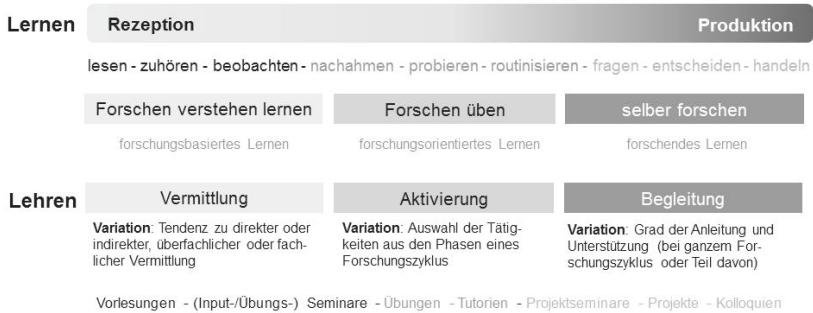 Lernen Rezeption Produktion
lesen - zuhören - beobachten - nachahmen - probieren - routinisieren - fragen - entscheiden - handeln
Forschen verstehen lernen Forschen üben selber forschen
forschungsbasiertes Lernen forschungsorientiertes Lernen forschendes Lernen
Lehren Vermittlung Aktivierung Begleitung
Variation: Tendenz zu direkter oder
indirekter, überfachlicher oder fach-
licher Vermittlung
Variation: Auswahl der Tätig-
keiten aus den Phasen eines
Forschungszyklus
Variation: Grad der Anleitung und
Unterstützung (bei ganzem For-
schungszyklus oder Teil davon)
Vorlesungen - (Input-/Übungs-) Seminare - Übungen - Tutorien - Projektseminare - Projekte - Kolloquien